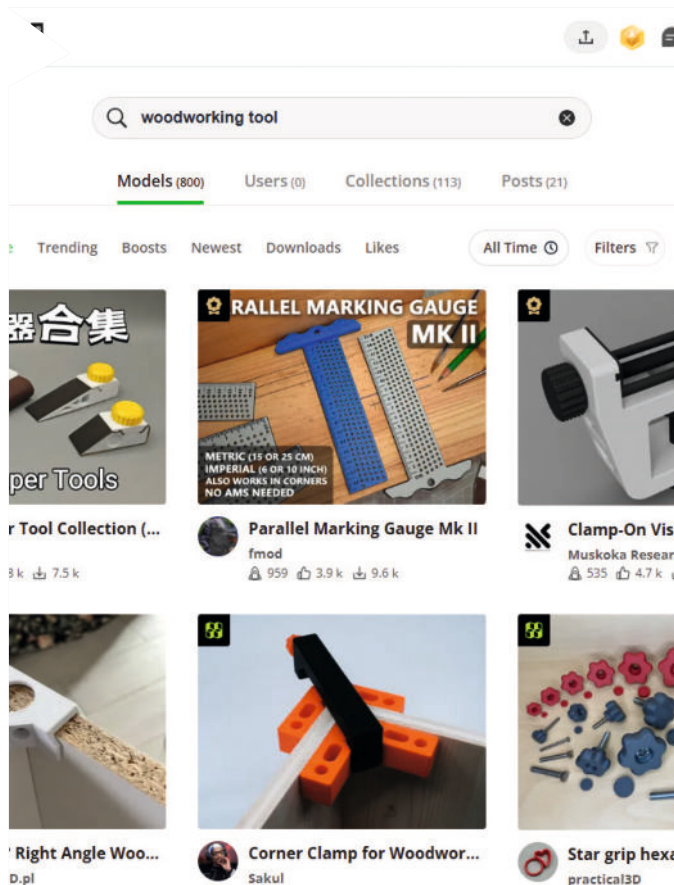 woodworking tool
Models (800) Users (0) Collections (113) Posts (21)
Trending Boosts Newest Downloads Likes All Time Filters
器合集
per Tools
RALLEL MARKING GAUGE
MK II
METRIC (15 OR 25 CM)
IMPERIAL (6 OR 10 INCH)
ALSO WORKS IN CORNERS
NO AMS NEEDED
r Tool Collection (...
7.5 k
Parallel Marking Gauge Mk II
fmod
959 3.9 k 9.6 k
Clamp-On Vis
Muskoka Resear
535 4.7 k
° Right Angle Woo...
D.pl
Corner Clamp for Woodwor...
Sakul
Star grip hexa
practical3D